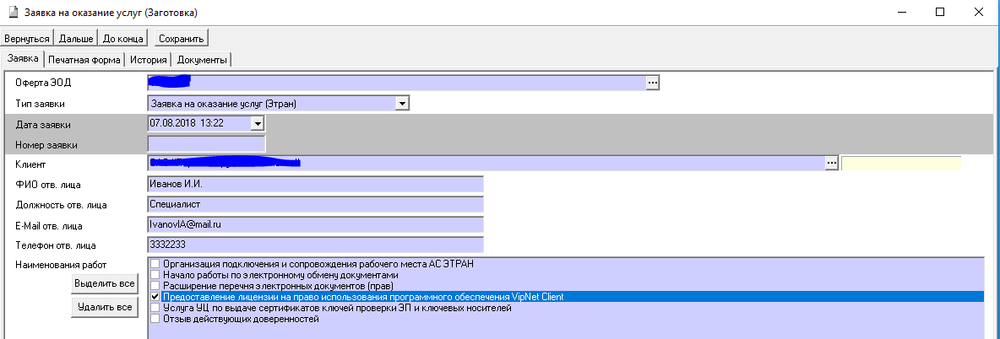 Заявка на оказание услуг (Заготовка)
Вернуться Дальше До конца Сохранить
Заявка Печатная форма История Документы
Оферта ЭОД ...
Тип заявки Заявка на оказание услуг (Этран)
Дата заявки 07.08.2018 13:22
Номер заявки
Клиент ...
ФИО отв. лица Иванов И.И.
Должность отв. лица Специалист
E-Mail отв. лица IvanovIA@mail.ru
Телефон отв. лица 3332233
Наименования работ
Организация подключения и сопровождения рабочего места АС ЭТРАН
Начало работы по электронному обмену документами
Расширение перечня электронных документов (прав)
Предоставление лицензии на право использования программного обеспечения VipNet Client
Услуга УЦ по выдаче сертификатов ключей проверки ЭП и ключевых носителей
Отзыв действующих доверенностей
Выделить все
Удалить все